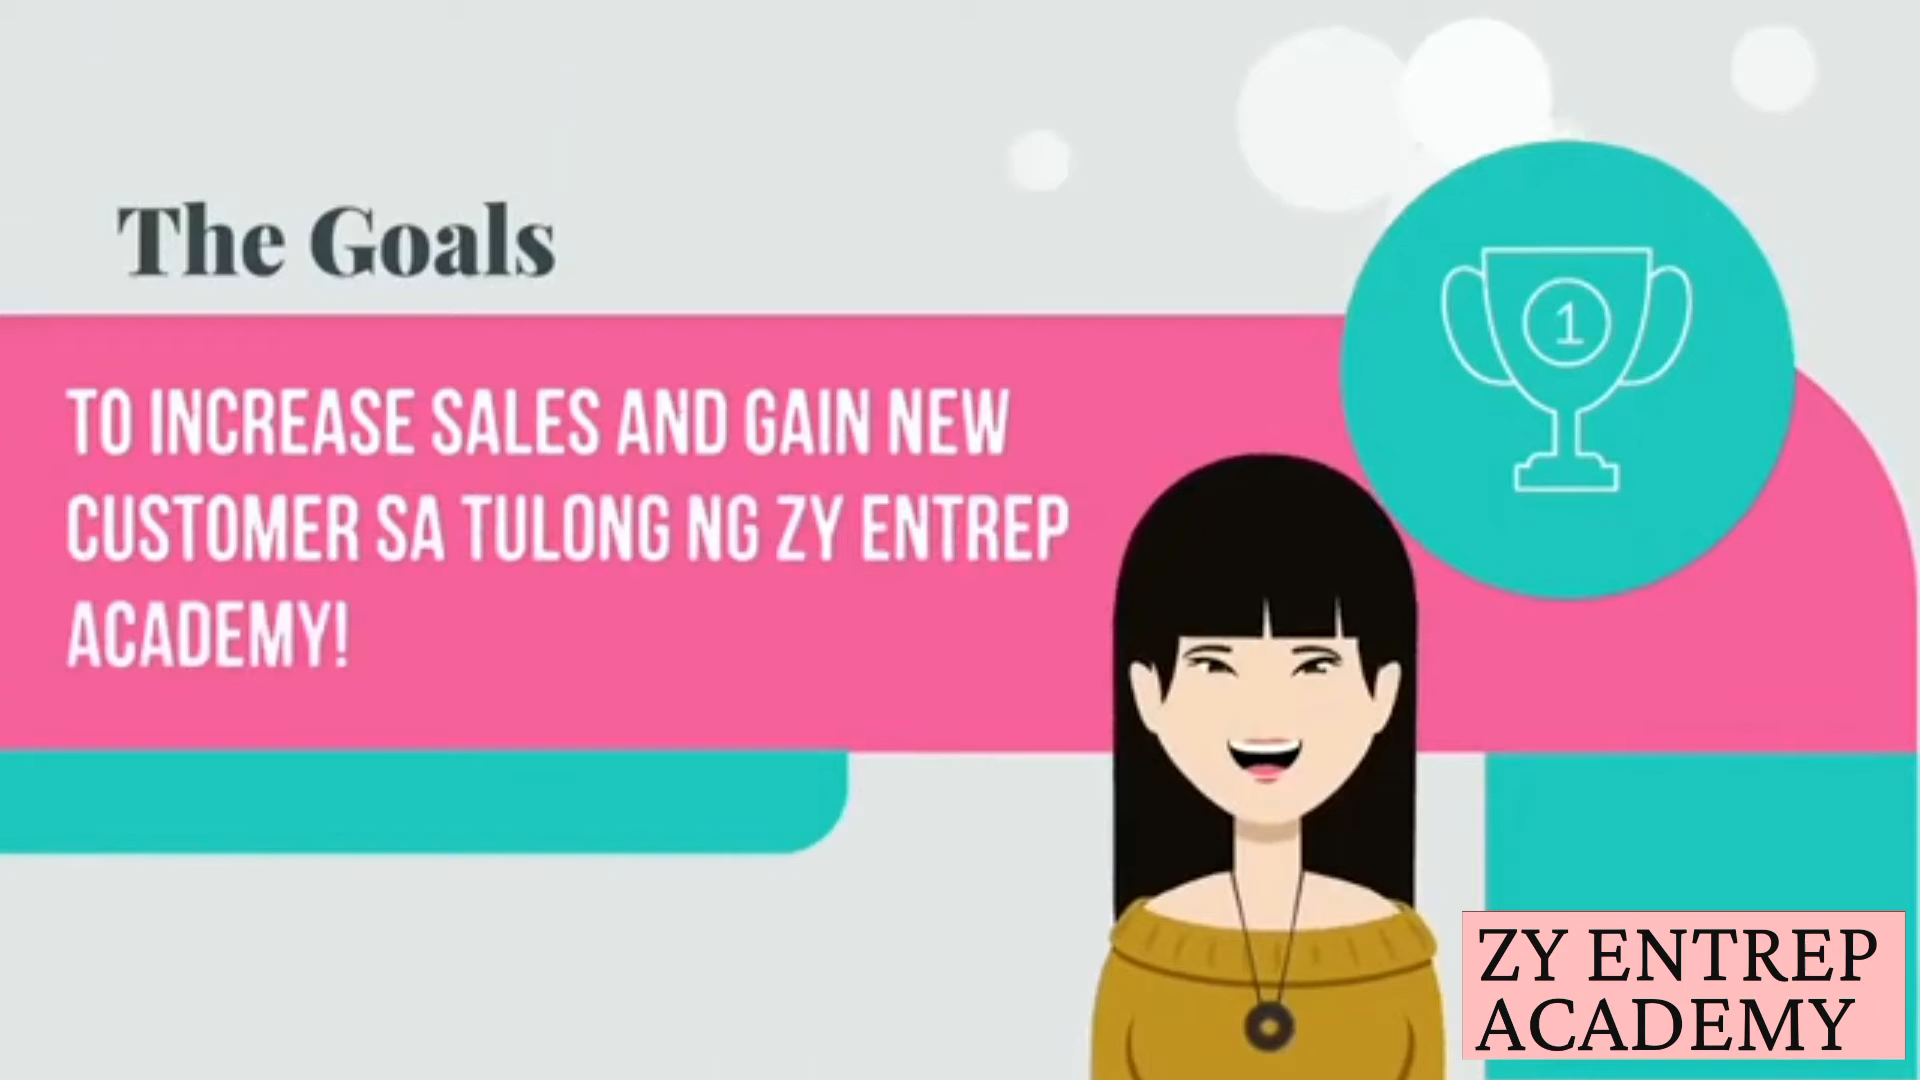 The Goals
1
TO INCREASE SALES AND GAIN NEW
CUSTOMER SA TULONG NG ZY ENTREP
ACADEMY!
ZY ENTREP
ACADEMY